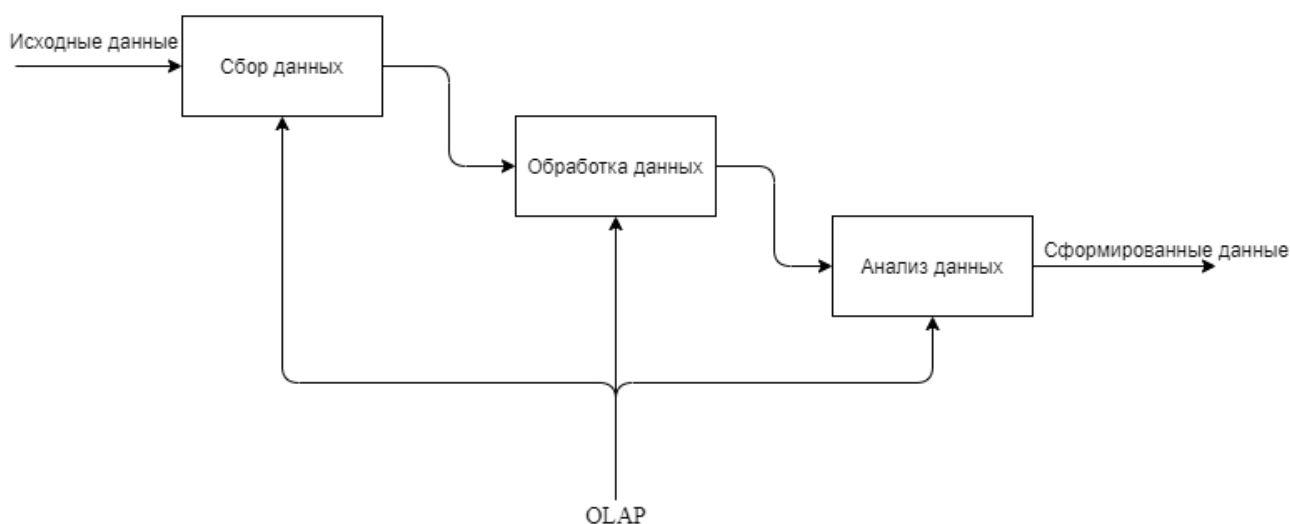 Исходные данные
Сбор данных
Обработка данных
Анализ данных
Сформированные данные
OLAP